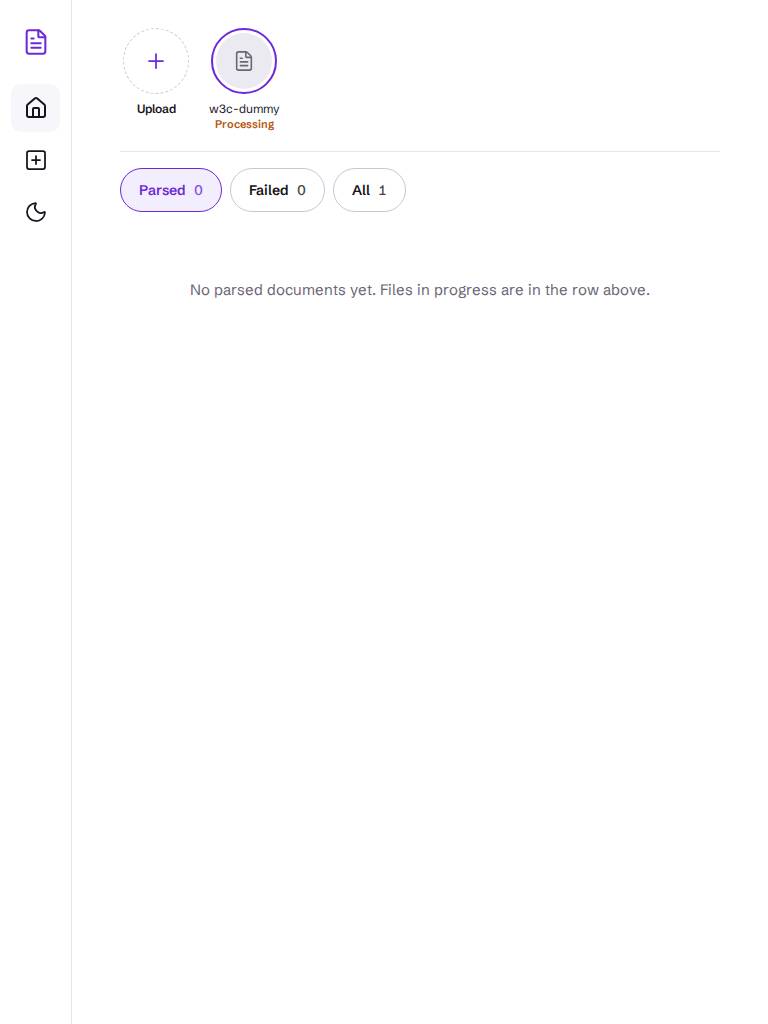 Upload
w3c-dummy
Processing
Parsed 0
Failed 0
All 1
No parsed documents yet. Files in progress are in the row above.